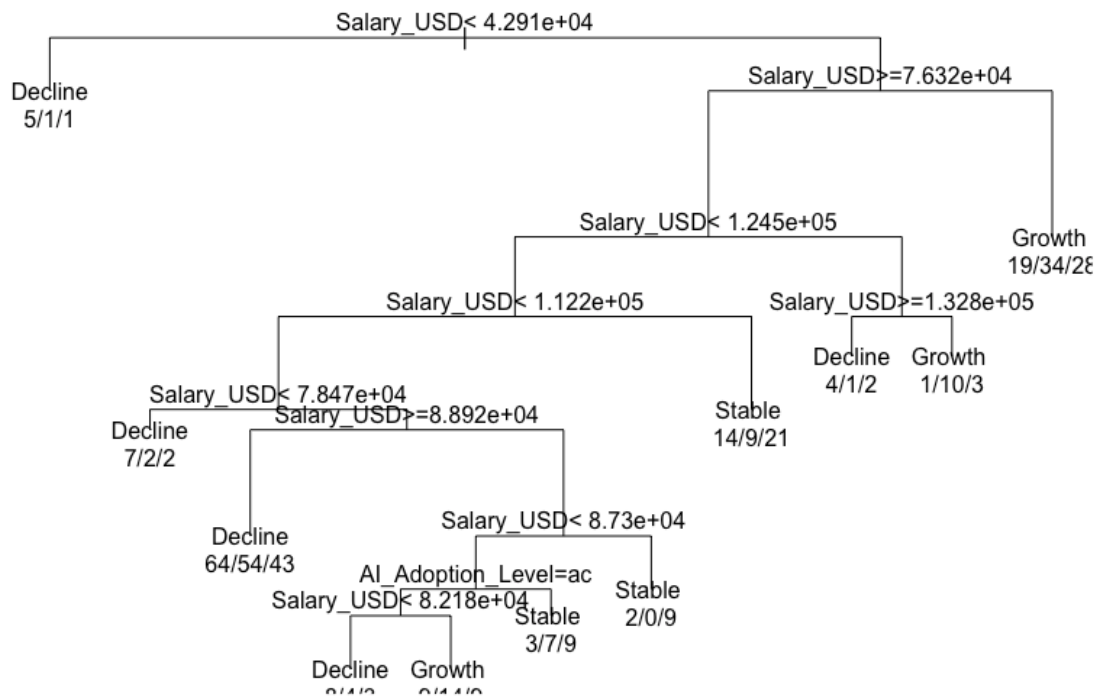 Salary_USD< 4.291e+04
Decline
5/1/1
Salary_USD>=7.632e+04
Salary_USD< 1.245e+05
Growth
19/34/28
Salary_USD< 1.122e+05
Salary_USD>=1.328e+05
Decline
4/1/2
Growth
1/10/3
Salary_USD< 7.847e+04
Salary_USD>=8.892e+04
Decline
7/2/2
Stable
14/9/21
Decline
64/54/43
Salary_USD< 8.73e+04
AI_Adoption_Level=ac
Stable
2/0/9
Salary_USD< 8.218e+04
Stable
3/7/9
Decline
Growth